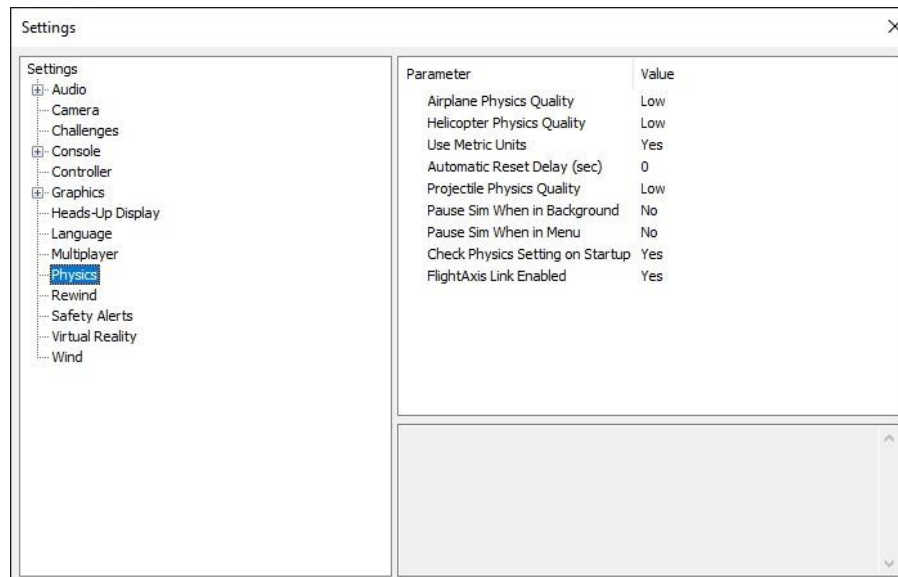 Settings
Settings
Audio
Camera
Challenges
Console
Controller
Graphics
Heads-Up Display
Language
Multiplayer
Physics
Rewind
Safety Alerts
Virtual Reality
Wind
Parameter Value
Airplane Physics Quality Low
Helicopter Physics Quality Low
Use Metric Units Yes
Automatic Reset Delay (sec) 0
Projectile Physics Quality Low
Pause Sim When in Background No
Pause Sim When in Menu No
Check Physics Setting on Startup Yes
FlightAxis Link Enabled Yes